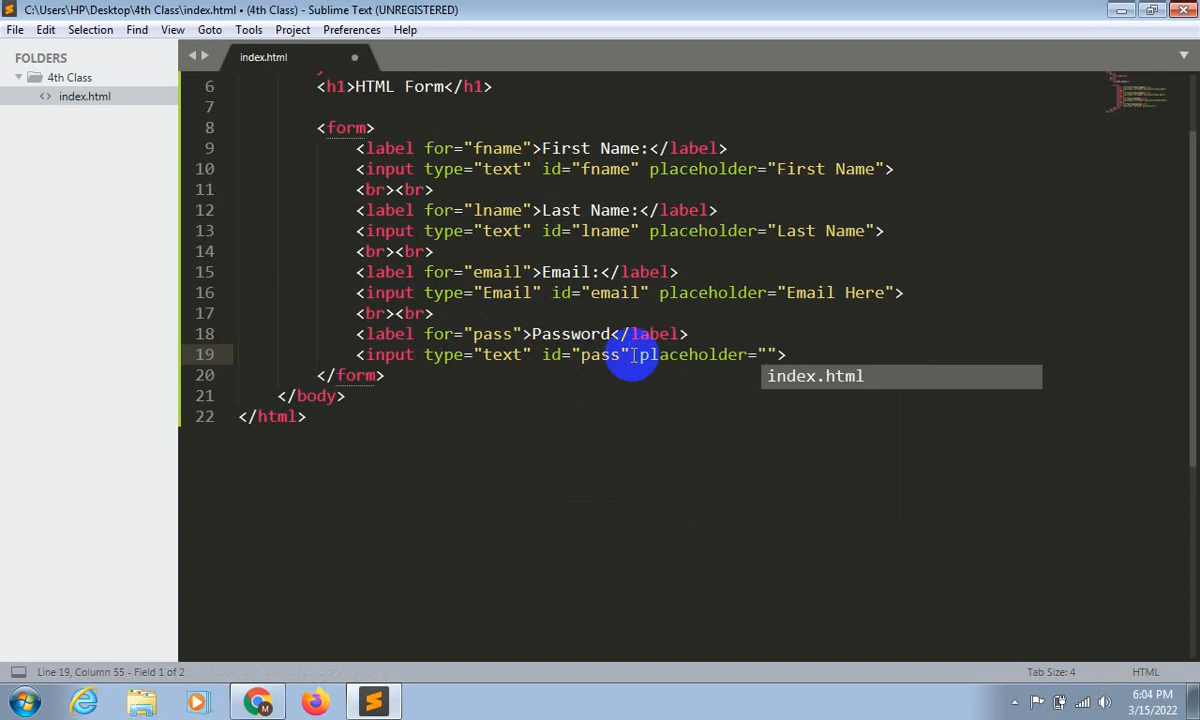 C:\Users\HP\Desktop\4th Class\index.html • (4th Class) - Sublime Text (UNREGISTERED)
File Edit Selection Find View Goto Tools Project Preferences Help
FOLDERS
4th Class
<> index.html
index.html
6 <h1>HTML Form</h1>
7
8 <form>
9 <label for="fname">First Name:</label>
10 <input type="text" id="fname" placeholder="First Name">
11 <br><br>
12 <label for="lname">Last Name:</label>
13 <input type="text" id="lname" placeholder="Last Name">
14 <br><br>
15 <label for="email">Email:</label>
16 <input type="Email" id="email" placeholder="Email Here">
17 <br><br>
18 <label for="pass">Password</label>
19 <input type="text" id="pass" placeholder="">
index.html
20 </form>
21 </body>
22 </html>
Line 19, Column 55 - Field 1 of 2
Tab Size: 4
HTML
6:04 PM
3/15/2022